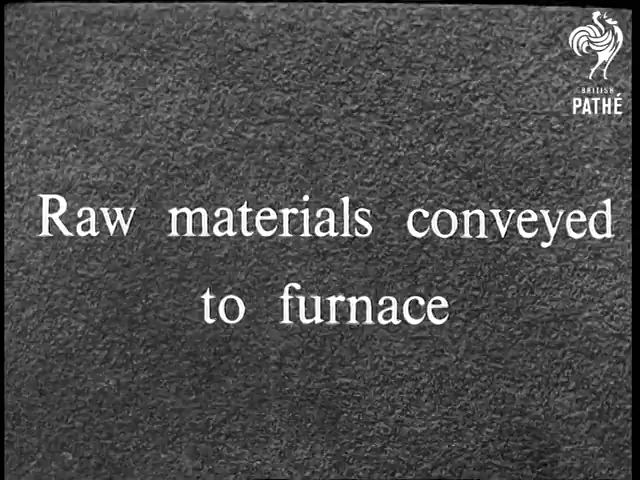 BRITISH
PATHÉ
Raw materials conveyed
to furnace